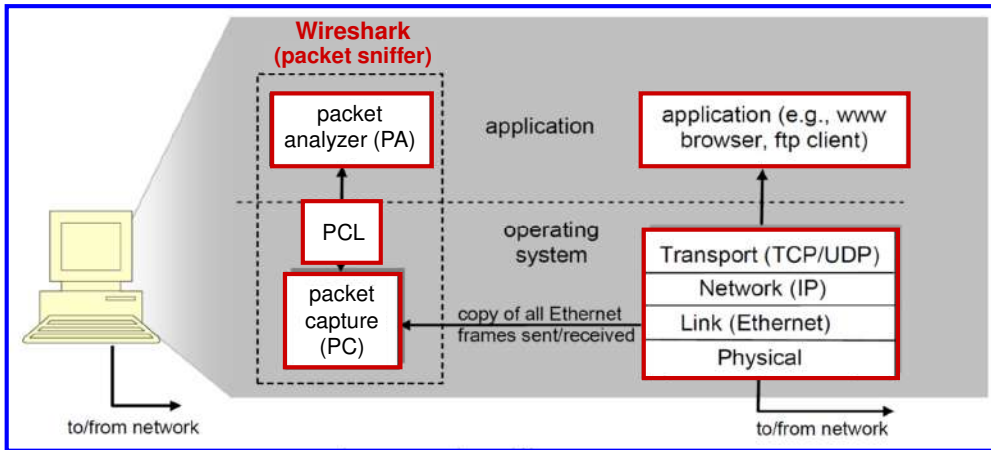 Wireshark
(packet sniffer)
packet
analyzer (PA)
application
application (e.g., www
browser, ftp client)
PCL
operating
system
packet
capture
(PC)
copy of all Ethernet
frames sent/received
Transport (TCP/UDP)
Network (IP)
Link (Ethernet)
Physical
to/from network
to/from network